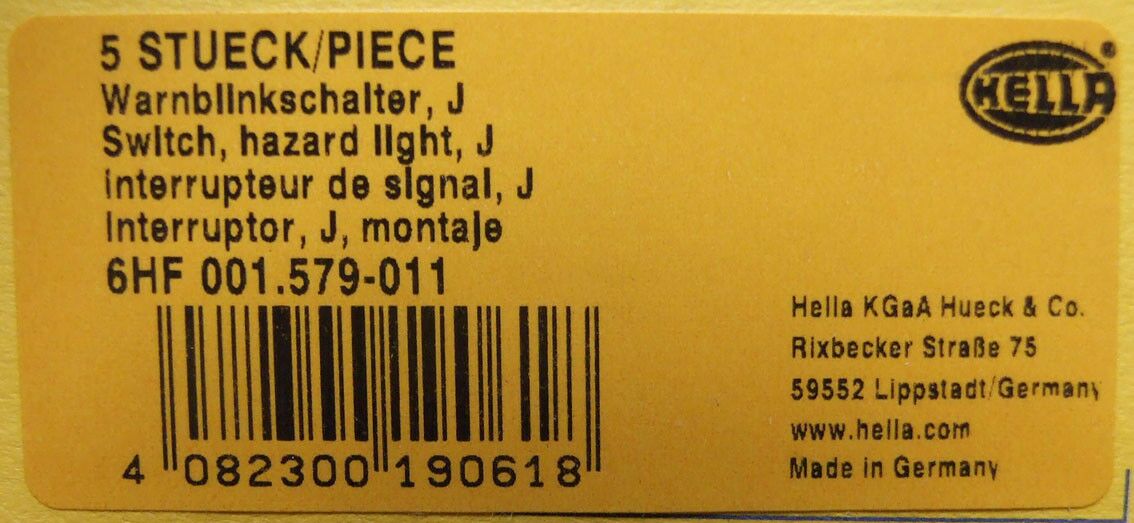 5 STUECK/PIECE
Warnblinkschalter, J
Switch, hazard light, J
Interrupteur de signal, J
Interruptor, J, montaje
6HF 001.579-011
4 082300 190618
HELLA®
Hella KGaA Hueck & Co.
Rixbecker Straße 75
59552 Lippstadt/Germany
www.hella.com
Made in Germany